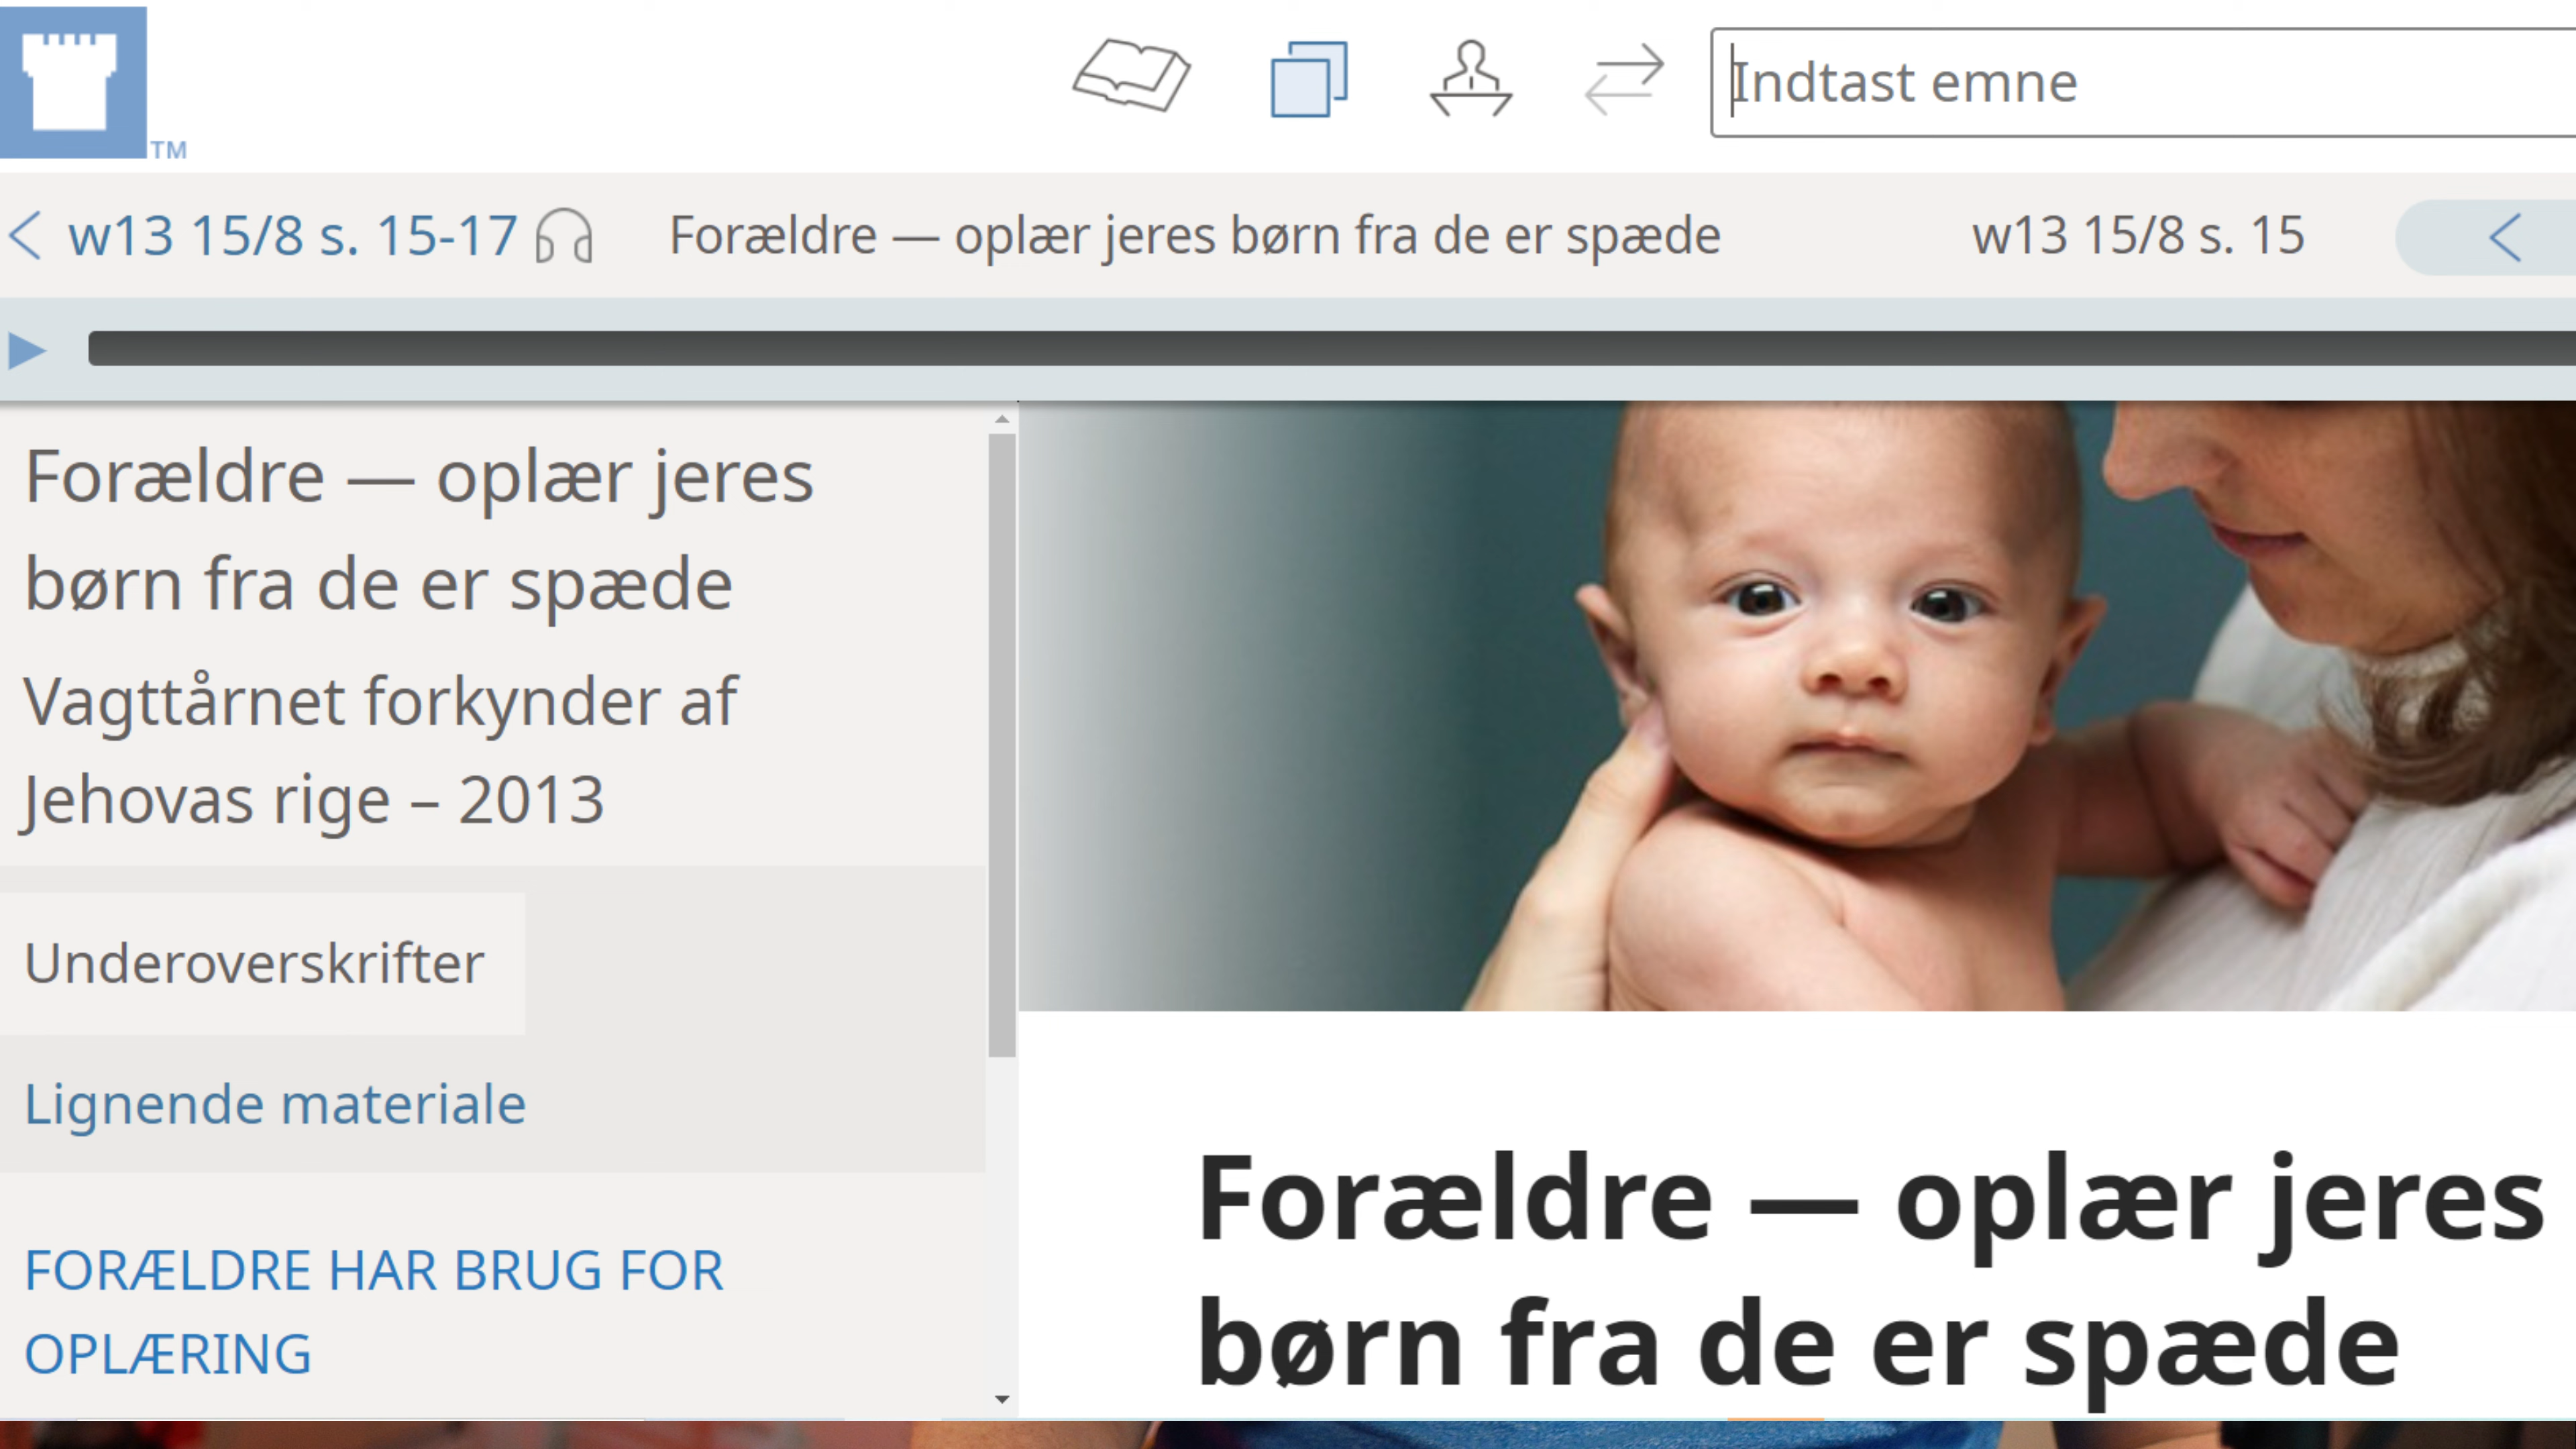 TM
Indtast emne
w13 15/8 s. 15-17
Forældre — oplær jeres børn fra de er spæde
w13 15/8 s. 15
Forældre — oplær jeres
børn fra de er spæde
Vagttårnet forkynder af
Jehovas rige – 2013
Underoverskrifter
Lignende materiale
FORÆLDRE HAR BRUG FOR
OPLÆRING
Forældre — oplær jeres
børn fra de er spæde